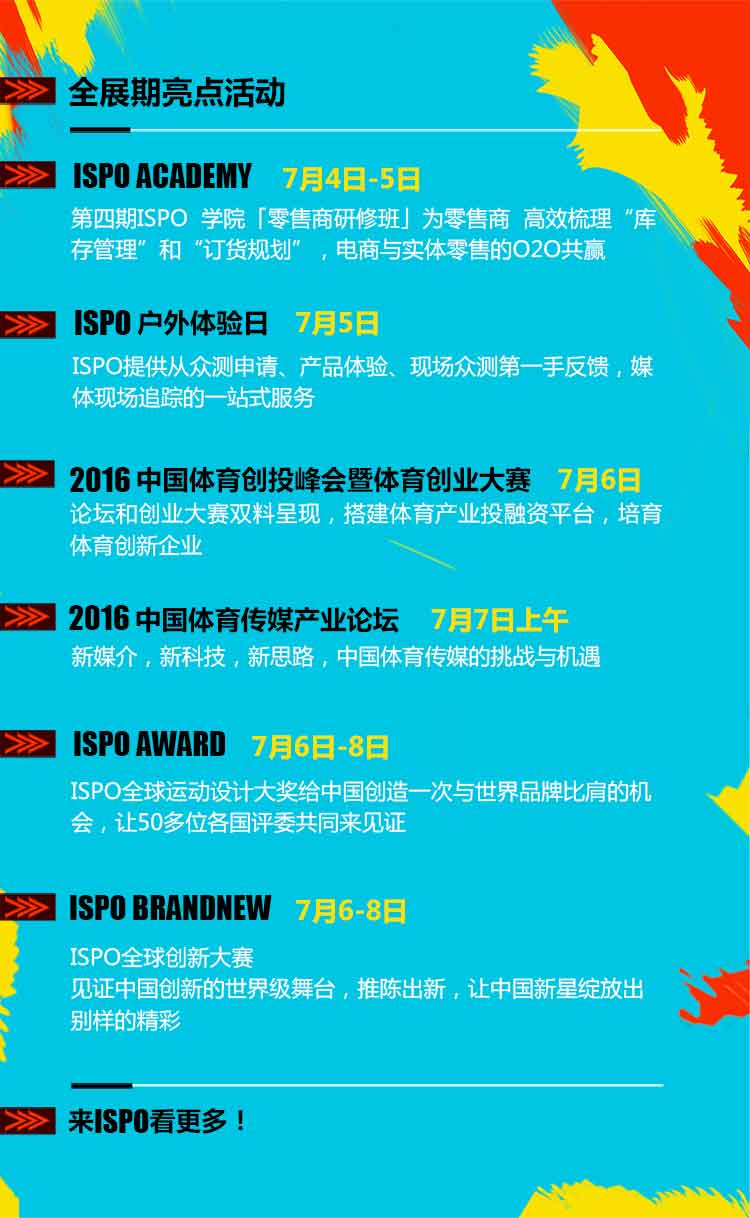 全展期亮点活动
ISPO ACADEMY 7月4日-5日
第四期ISPO 学院「零售商研修班」为零售商 高效梳理“库
存管理”和“订货规划”，电商与实体零售的O2O共赢
ISPO 户外体验日 7月5日
ISPO提供从众测申请、产品体验、现场众测第一手反馈，媒
体现场追踪的一站式服务
2016 中国体育创投峰会暨体育创业大赛 7月6日
论坛和创业大赛双料呈现，搭建体育产业投融资平台，培育
体育创新企业
2016 中国体育传媒产业论坛 7月7日上午
新媒介，新科技，新思路，中国体育传媒的挑战与机遇
ISPO AWARD 7月6日-8日
ISPO全球运动设计大奖给中国创造一次与世界品牌比肩的机
会，让50多位各国评委共同来见证
ISPO BRANDNEW 7月6-8日
ISPO全球创新大赛
见证中国创新的世界级舞台，推陈出新，让中国新星绽放出
别样的精彩
来ISPO看更多！